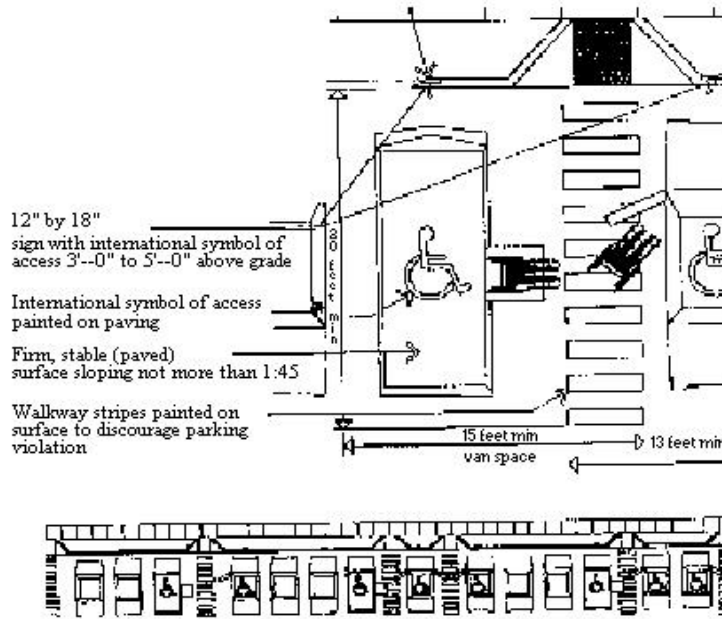 12" by 18"
sign with international symbol of
access 3'--0" to 5'--0" above grade
International symbol of access
painted on paving
Firm, stable (paved)
surface sloping not more than 1:45
Walkway stripes painted on
surface to discourage parking
violation
20 feet min
15 feet min
van space
13 feet min